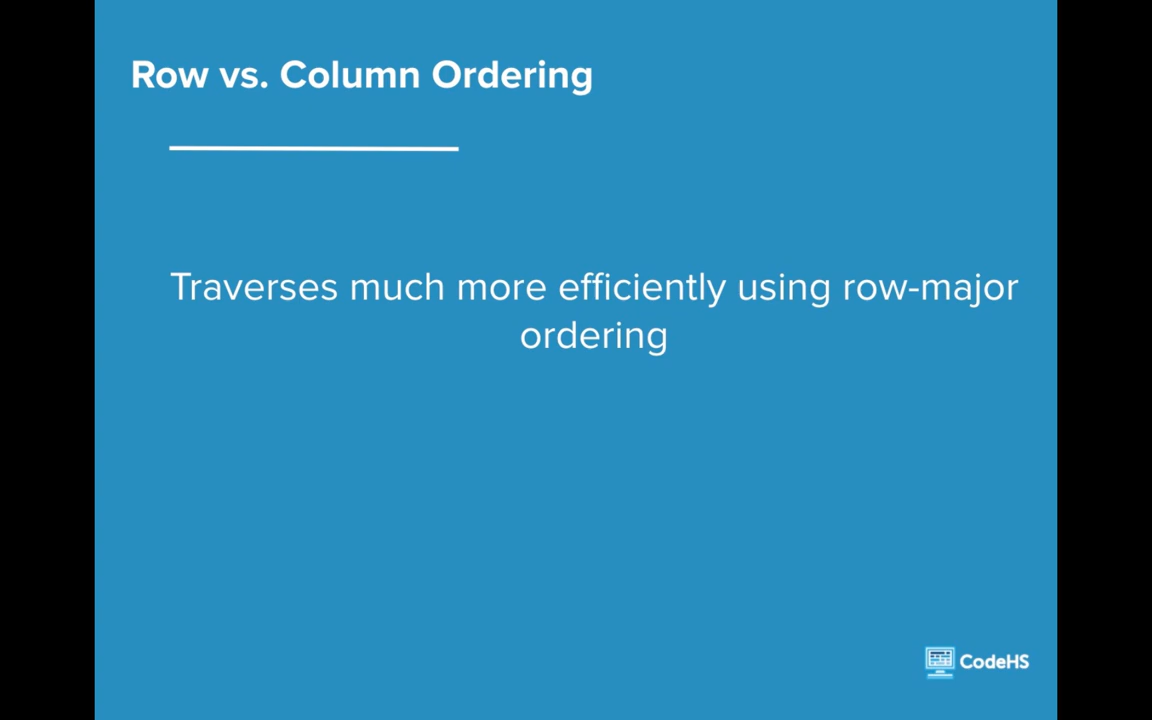 Row vs. Column Ordering
Traverses much more efficiently using row-major
ordering
CodeHS